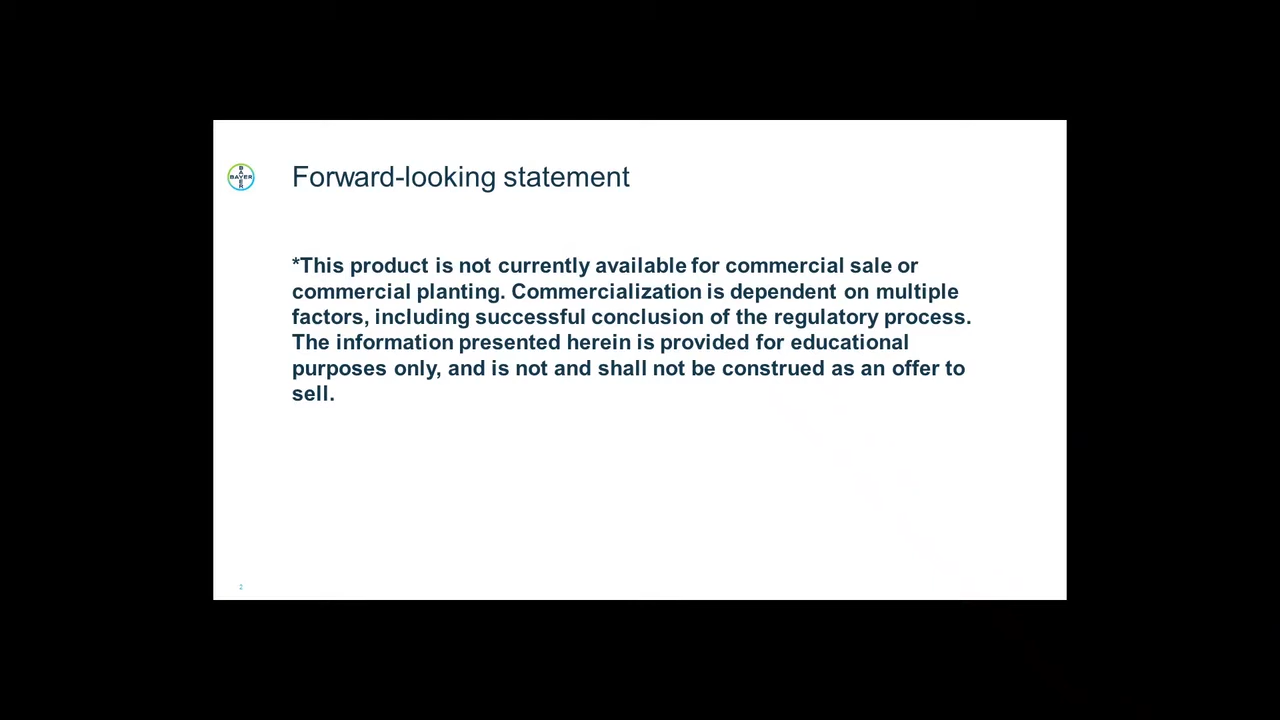 BAYER
Forward-looking statement
*This product is not currently available for commercial sale or
commercial planting. Commercialization is dependent on multiple
factors, including successful conclusion of the regulatory process.
The information presented herein is provided for educational
purposes only, and is not and shall not be construed as an offer to
sell.
2